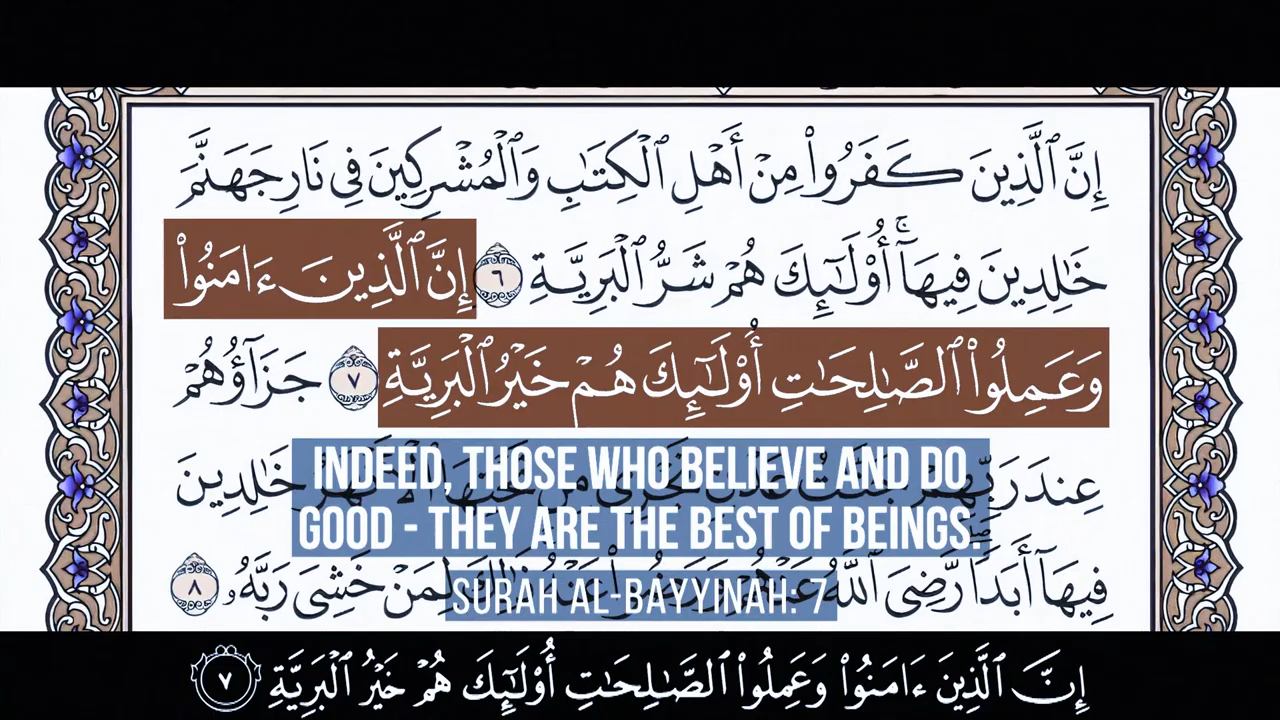 إِنَّ ٱلَّذِينَ كَفَرُوا۟ مِنْ أَهْلِ ٱلْكِتَٰبِ وَٱلْمُشْرِكِينَ فِى نَارِ جَهَنَّمَ
خَٰلِدِينَ فِيهَآ ۚ أُو۟لَٰٓئِكَ هُمْ شَرُّ ٱلْبَرِيَّةِ ٦ إِنَّ ٱلَّذِينَ ءَامَنُوا۟
وَعَمِلُوا۟ ٱلصَّٰلِحَٰتِ أُو۟لَٰٓئِكَ هُمْ خَيْرُ ٱلْبَرِيَّةِ ٧ جَزَآؤُهُمْ
عِندَ رَبِّهِمْ جَنَّٰتُ عَدْنٍ تَجْرِى مِن تَحْتِهَا ٱلْأَنْهَٰرُ خَٰلِدِينَ
INDEED, THOSE WHO BELIEVE AND DO
GOOD - THEY ARE THE BEST OF BEINGS.
فِيهَآ أَبَدًا رَّضِىَ ٱللَّهُ عَنْهُمْ وَرَضُوا۟ عَنْهُ ذَٰلِكَ لِمَنْ خَشِىَ رَبَّهُۥ ٨
SURAH AL-BAYYINAH: 7
إِنَّ ٱلَّذِينَ ءَامَنُوا۟ وَعَمِلُوا۟ ٱلصَّٰلِحَٰتِ أُو۟لَٰٓئِكَ هُمْ خَيْرُ ٱلْبَرِيَّةِ ٧